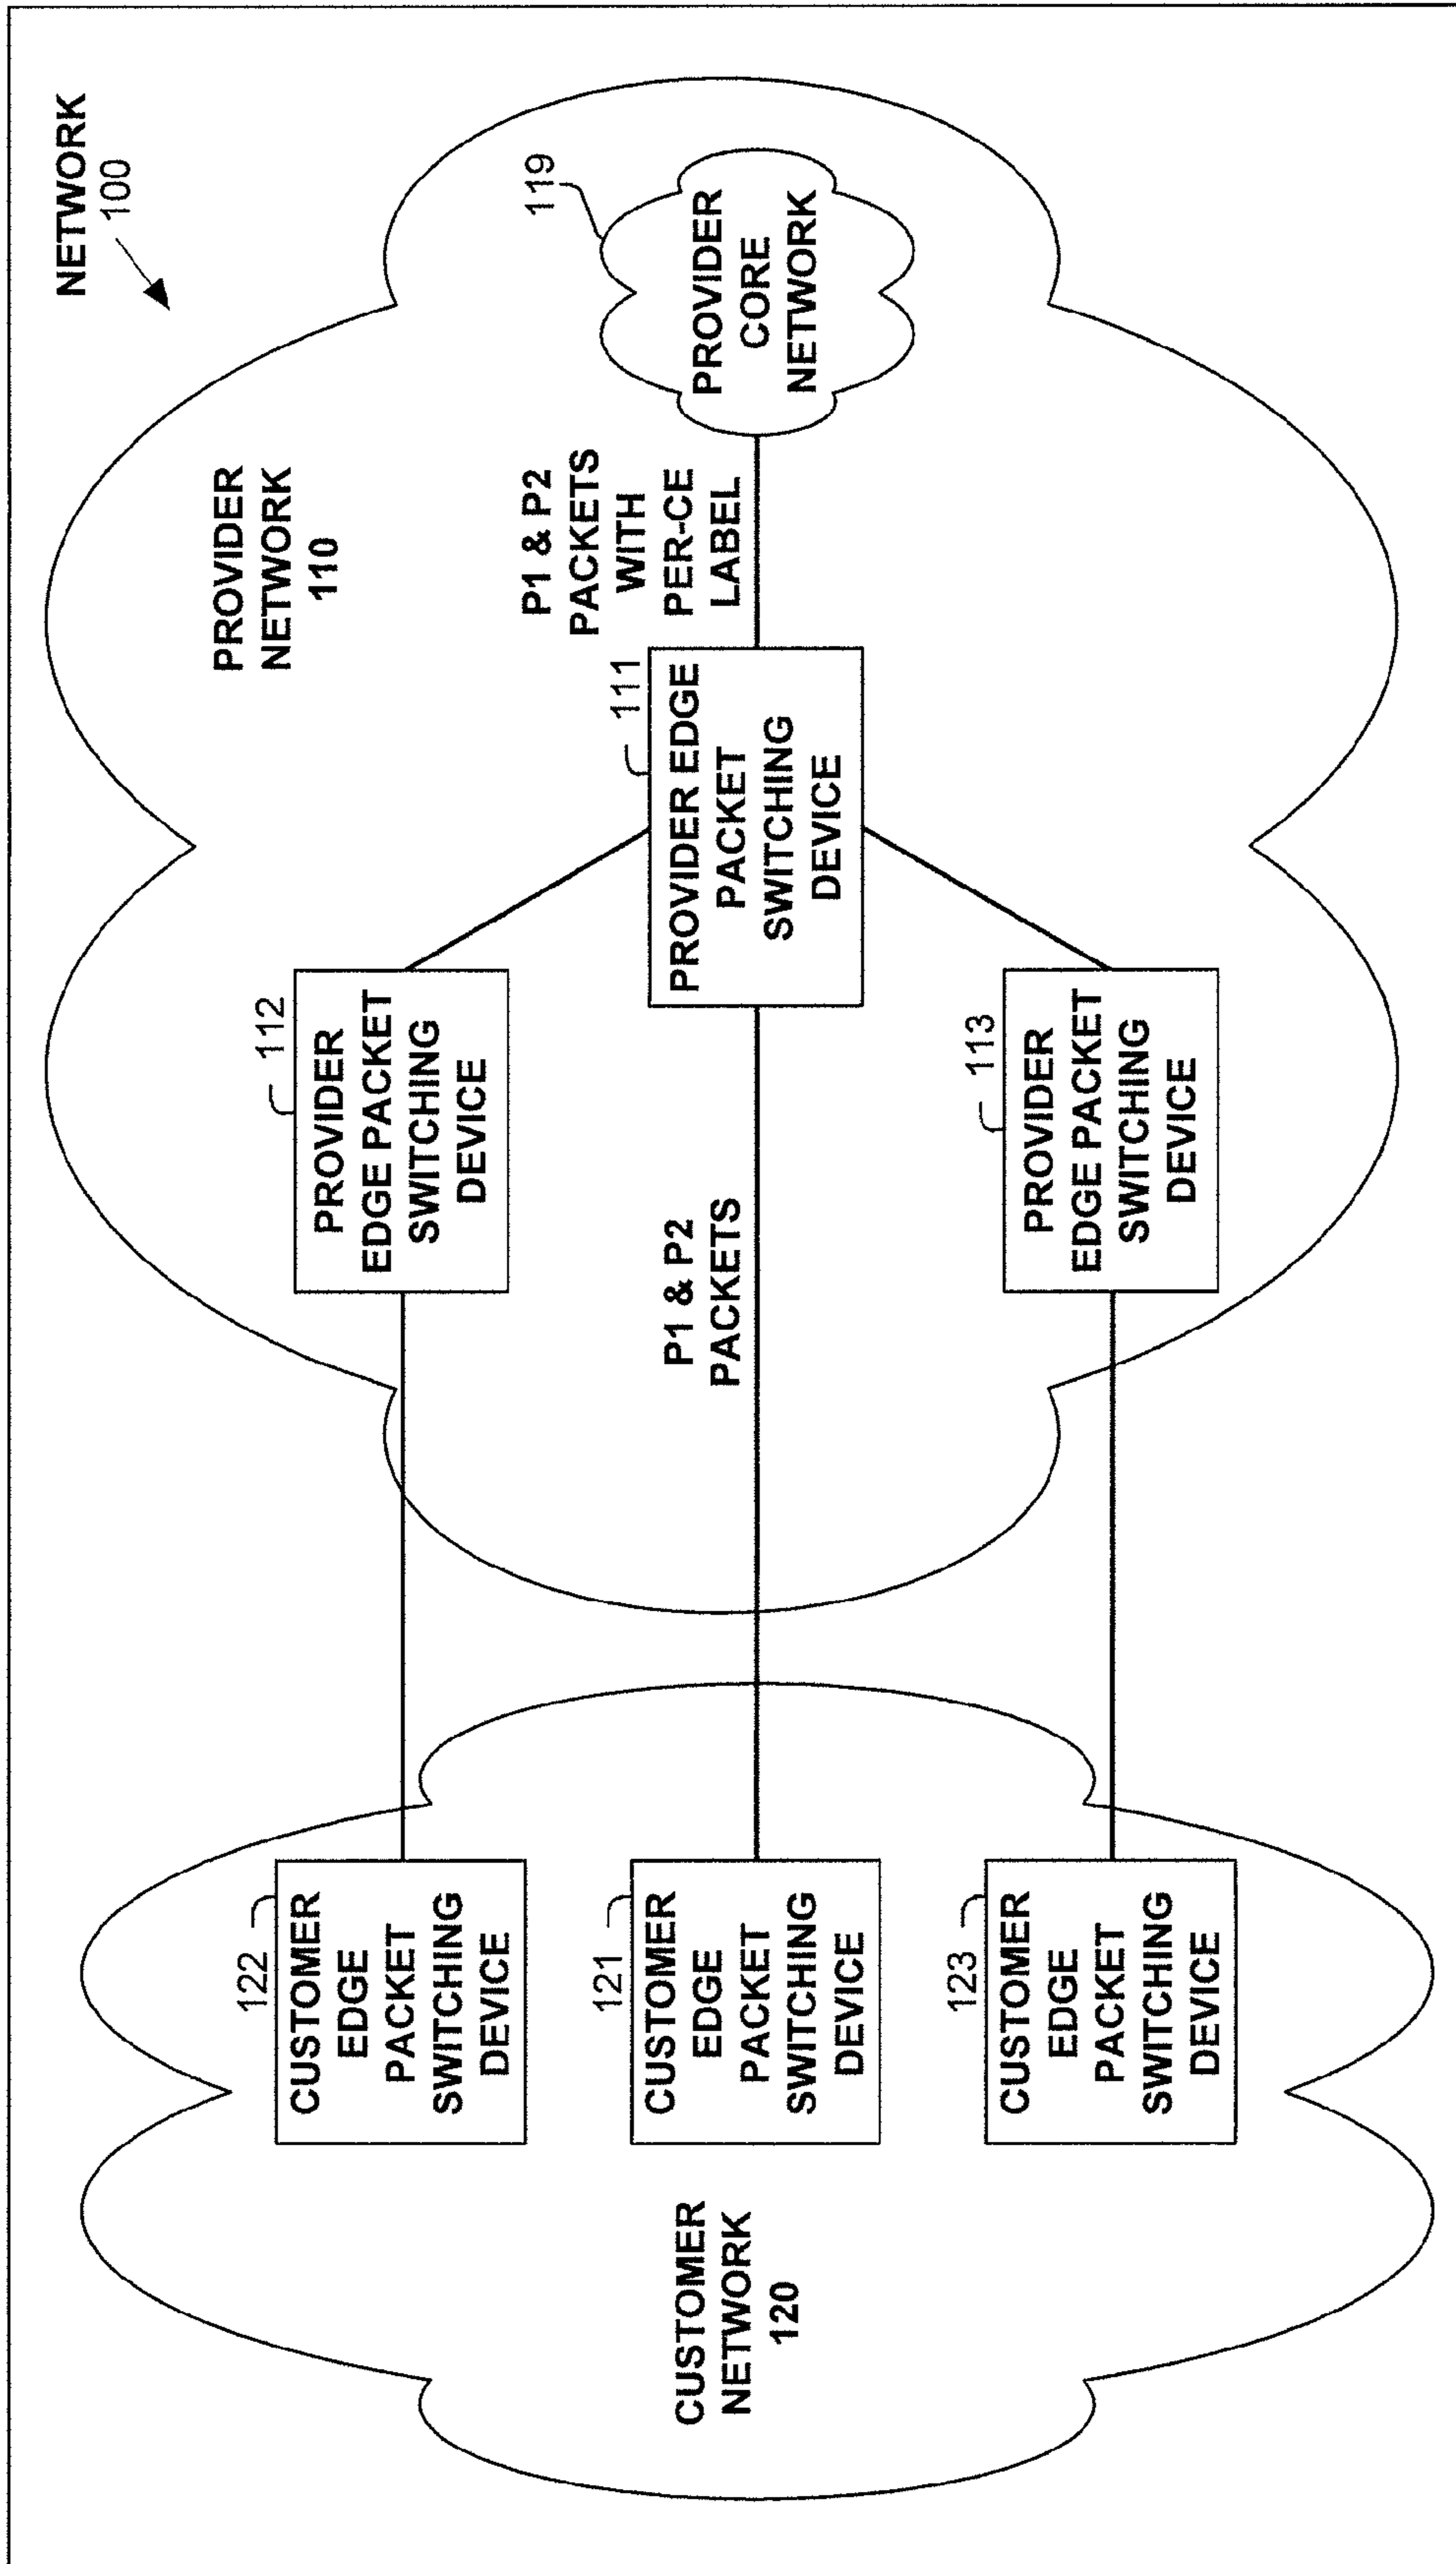 NETWORK
100
PROVIDER
NETWORK
110
119
PROVIDER
CORE
NETWORK
P1 & P2
PACKETS
WITH
PER-CE
LABEL
111
PROVIDER EDGE
PACKET
SWITCHING
DEVICE
112
PROVIDER
EDGE PACKET
SWITCHING
DEVICE
113
PROVIDER
EDGE PACKET
SWITCHING
DEVICE
P1 & P2
PACKETS
122
CUSTOMER
EDGE
PACKET
SWITCHING
DEVICE
121
CUSTOMER
EDGE
PACKET
SWITCHING
DEVICE
123
CUSTOMER
EDGE
PACKET
SWITCHING
DEVICE
CUSTOMER
NETWORK
120